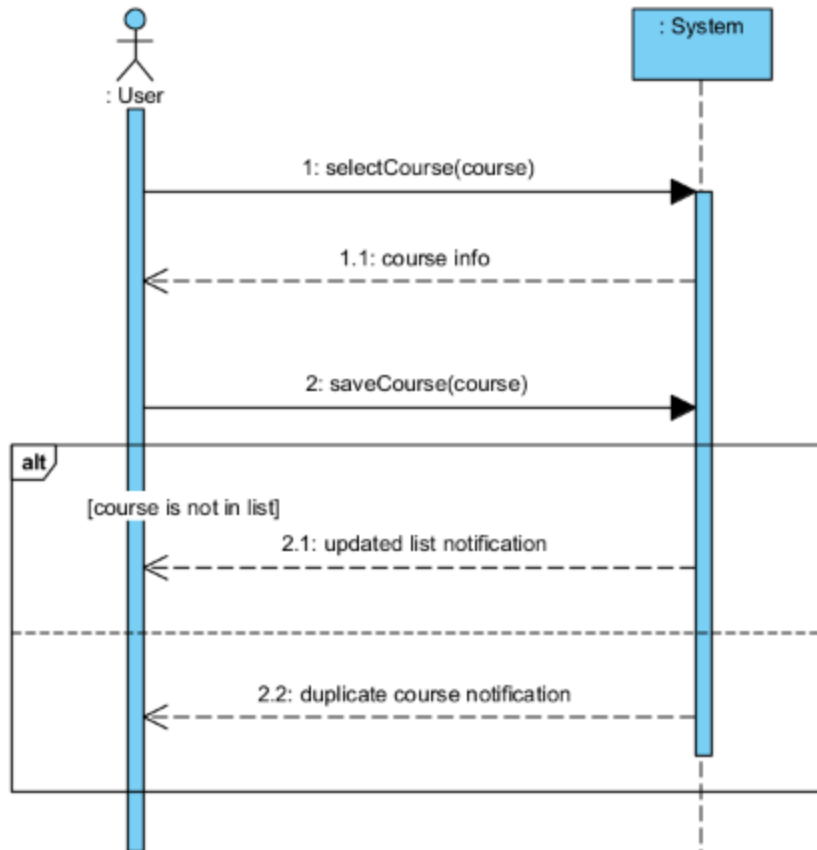 : User
: System
1: selectCourse(course)
1.1: course info
2: saveCourse(course)
alt
[course is not in list]
2.1: updated list notification
2.2: duplicate course notification